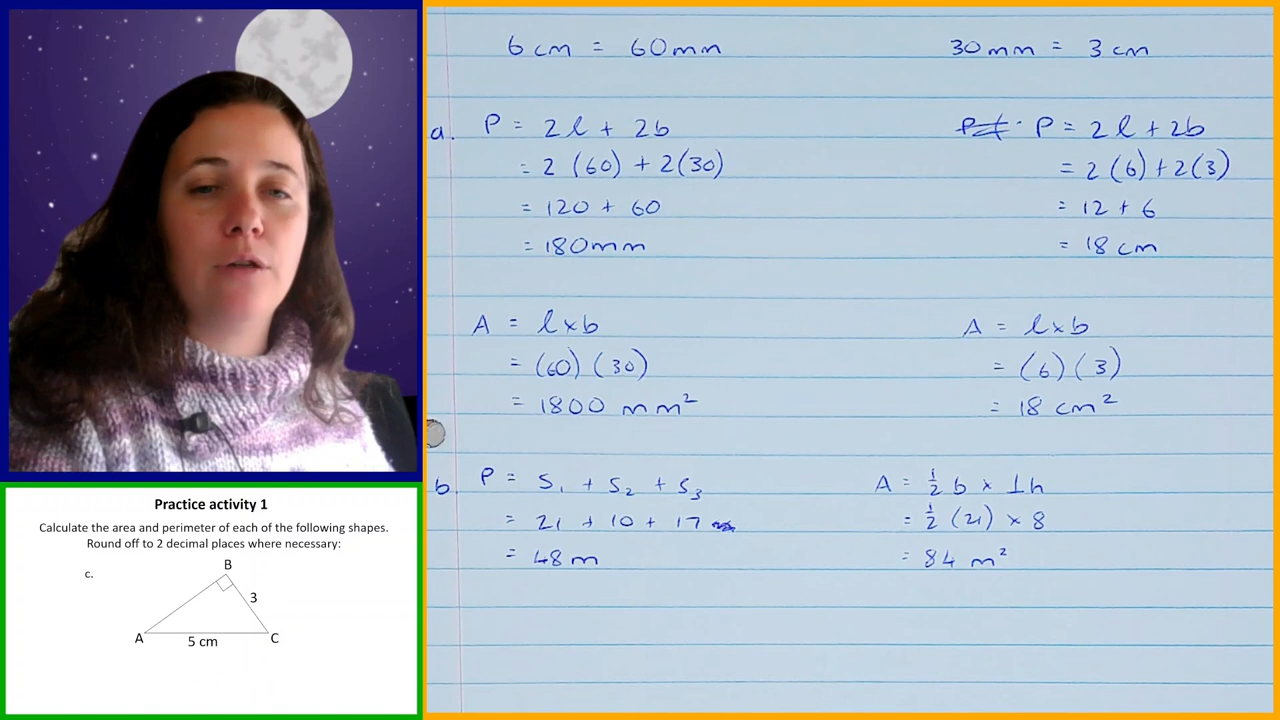 6 cm = 60 mm
30 mm = 3 cm
a. P = 2l + 2b
= 2 (60) + 2(30)
= 120 + 60
= 180mm
P = 2l + 2b
= 2 (6) + 2(3)
= 12 + 6
= 18 cm
A = l x b
= (60) (30)
= 1800 mm²
A = l x b
= (6) (3)
= 18 cm²
b. P = S₁ + S₂ + S₃
= 21 + 10 + 17
= 48 m
A = ½ b × ⊥h
= ½ (21) × 8
= 84 m²
Practice activity 1
Calculate the area and perimeter of each of the following shapes.
Round off to 2 decimal places where necessary:
c.
B
3
A
C
5 cm